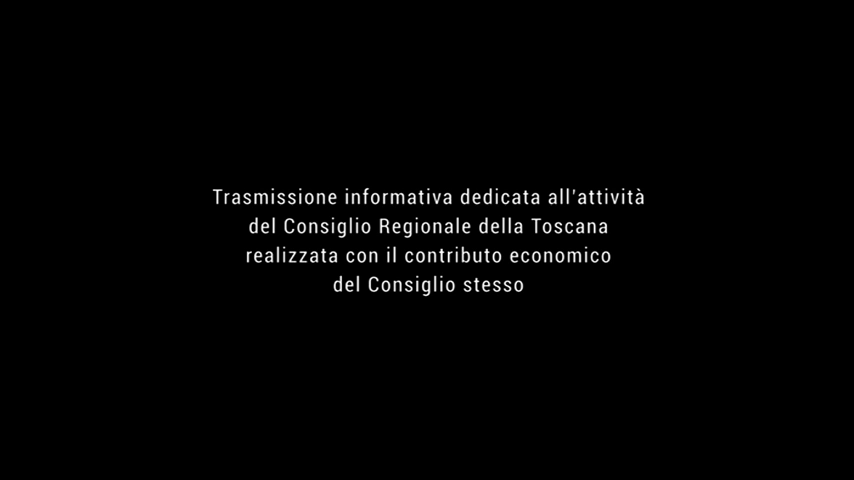 Trasmissione informativa dedicata all'attività
del Consiglio Regionale della Toscana
realizzata con il contributo economico
del Consiglio stesso